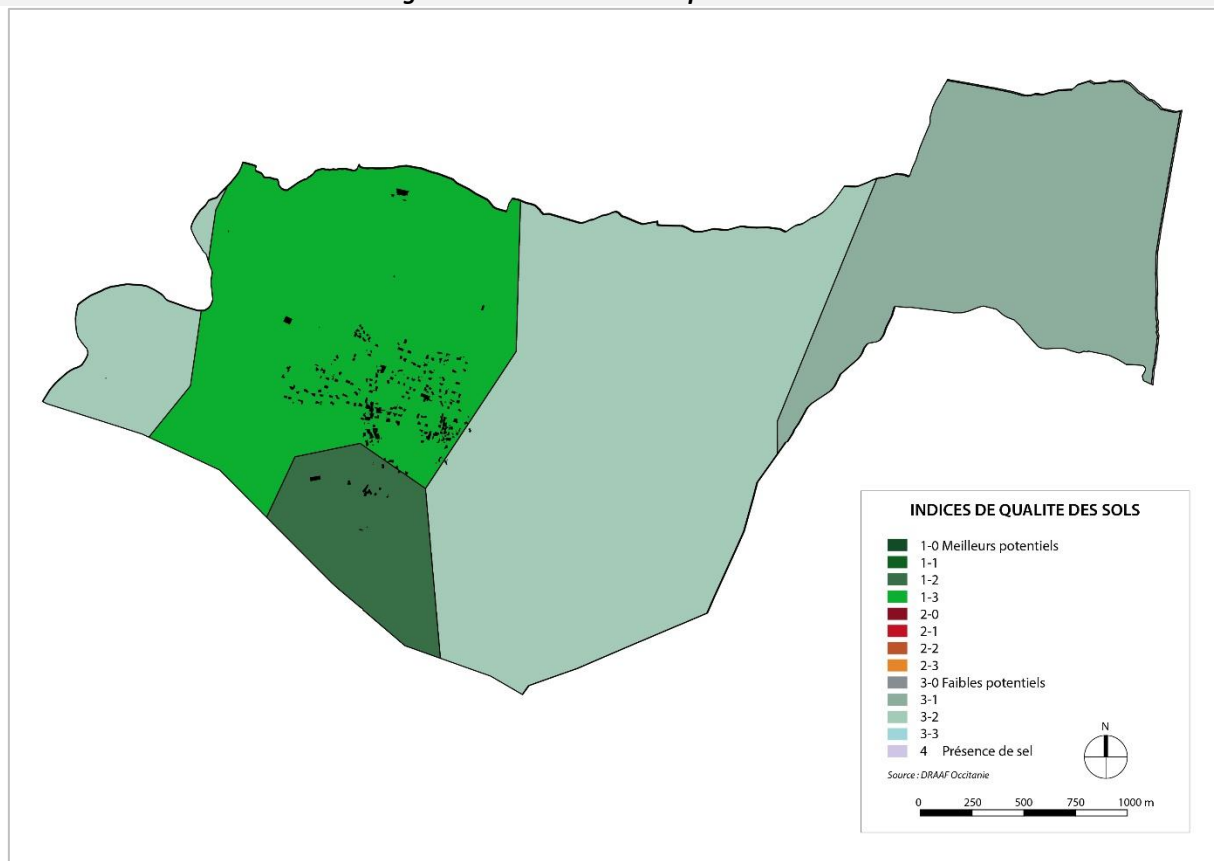 INDICES DE QUALITE DES SOLS
1-0 Meilleurs potentiels
1-1
1-2
1-3
2-0
2-1
2-2
2-3
3-0 Faibles potentiels
3-1
3-2
3-3
4 Présence de sel
N
Source : DRAAF Occitanie
0 250 500 750 1000 m